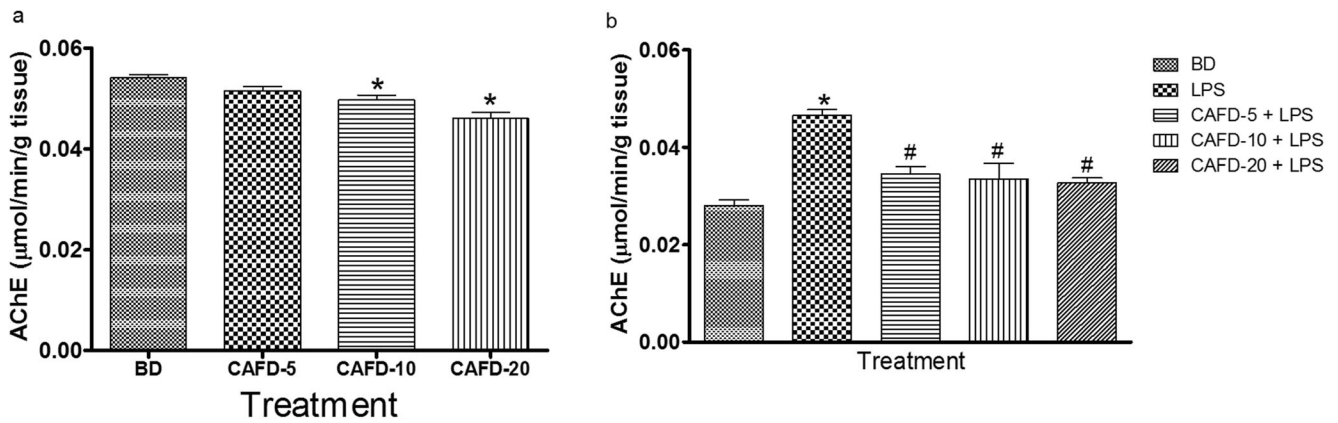 a
AChE (µmol/min/g tissue)
0.06
0.04
0.02
0.00
*
*
BD CAFD-5 CAFD-10 CAFD-20
Treatment
b
AChE (µmol/min/g tissue)
0.06
0.04
0.02
0.00
*
#
#
#
Treatment
BD
LPS
CAFD-5 + LPS
CAFD-10 + LPS
CAFD-20 + LPS